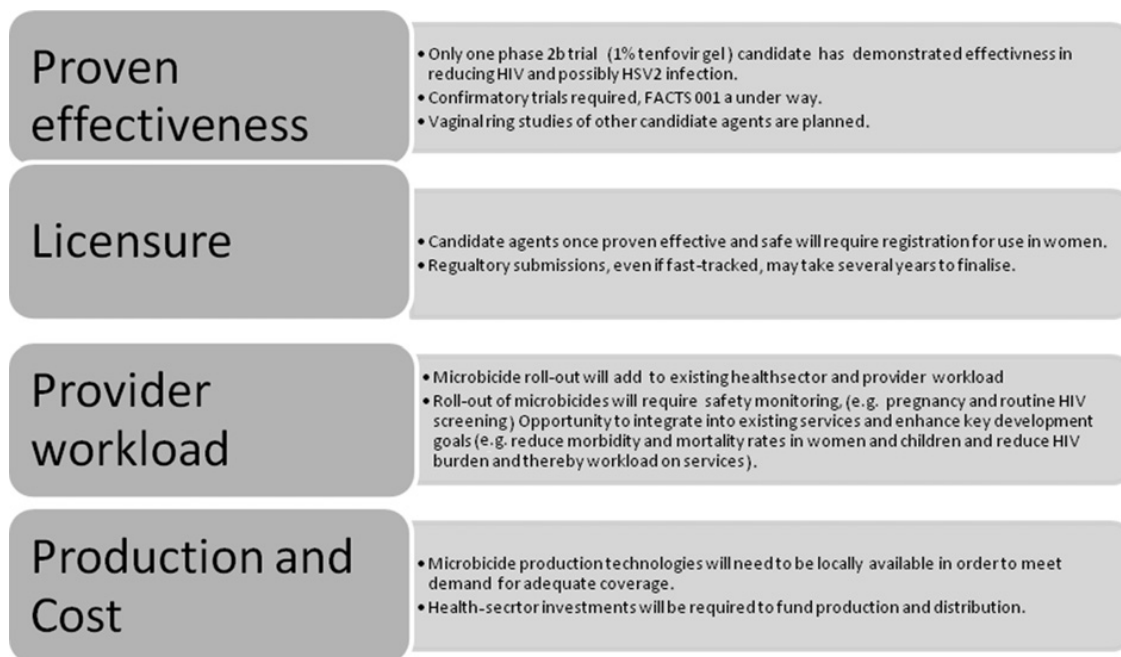 Proven
effectiveness
• Only one phase 2b trial (1% tenfovir gel) candidate has demonstrated effectivness in
reducing HIV and possibly HSV2 infection.
• Confirmatory trials required, FACTS 001 a under way.
• Vaginal ring studies of other candidiate agents are planned.
Licensure
• Candidate agents once proven effective and safe will require registration for use in women.
• Regualtory submissions, even if fast-tracked, may take several years to finalise.
Provider
workload
• Microbicide roll-out will add to existing healthsector and provider workload
• Roll-out of microbicides will require safety monitoring, (e.g. pregnancy and routine HIV
screening) Opportunity to integrate into existing services and enhance key development
goals (e.g. reduce morbidity and mortality rates in women and children and reduce HIV
burden and thereby workload on services).
Production and
Cost
• Microbicide production technologies will need to be locally available in order to meet
demand for adequate coverage.
• Health-secrtor investments will be required to fund production and distribution.